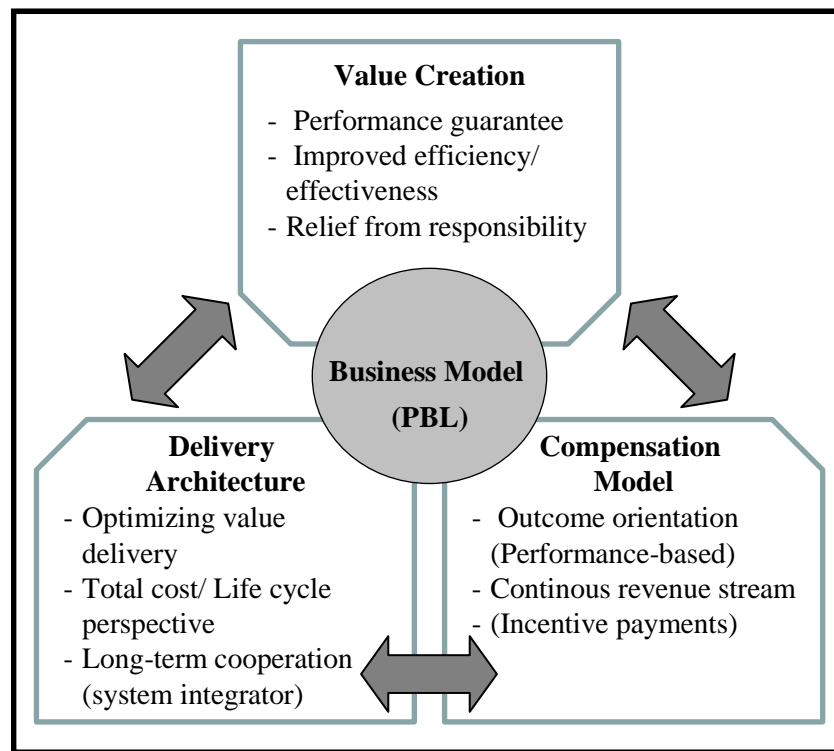 Value Creation
- Performance guarantee
- Improved efficiency/
effectiveness
- Relief from responsibility
Business Model
(PBL)
Delivery
Architecture
- Optimizing value
delivery
- Total cost/ Life cycle
perspective
- Long-term cooperation
(system integrator)
Compensation
Model
- Outcome orientation
(Performance-based)
- Continous revenue stream
- (Incentive payments)